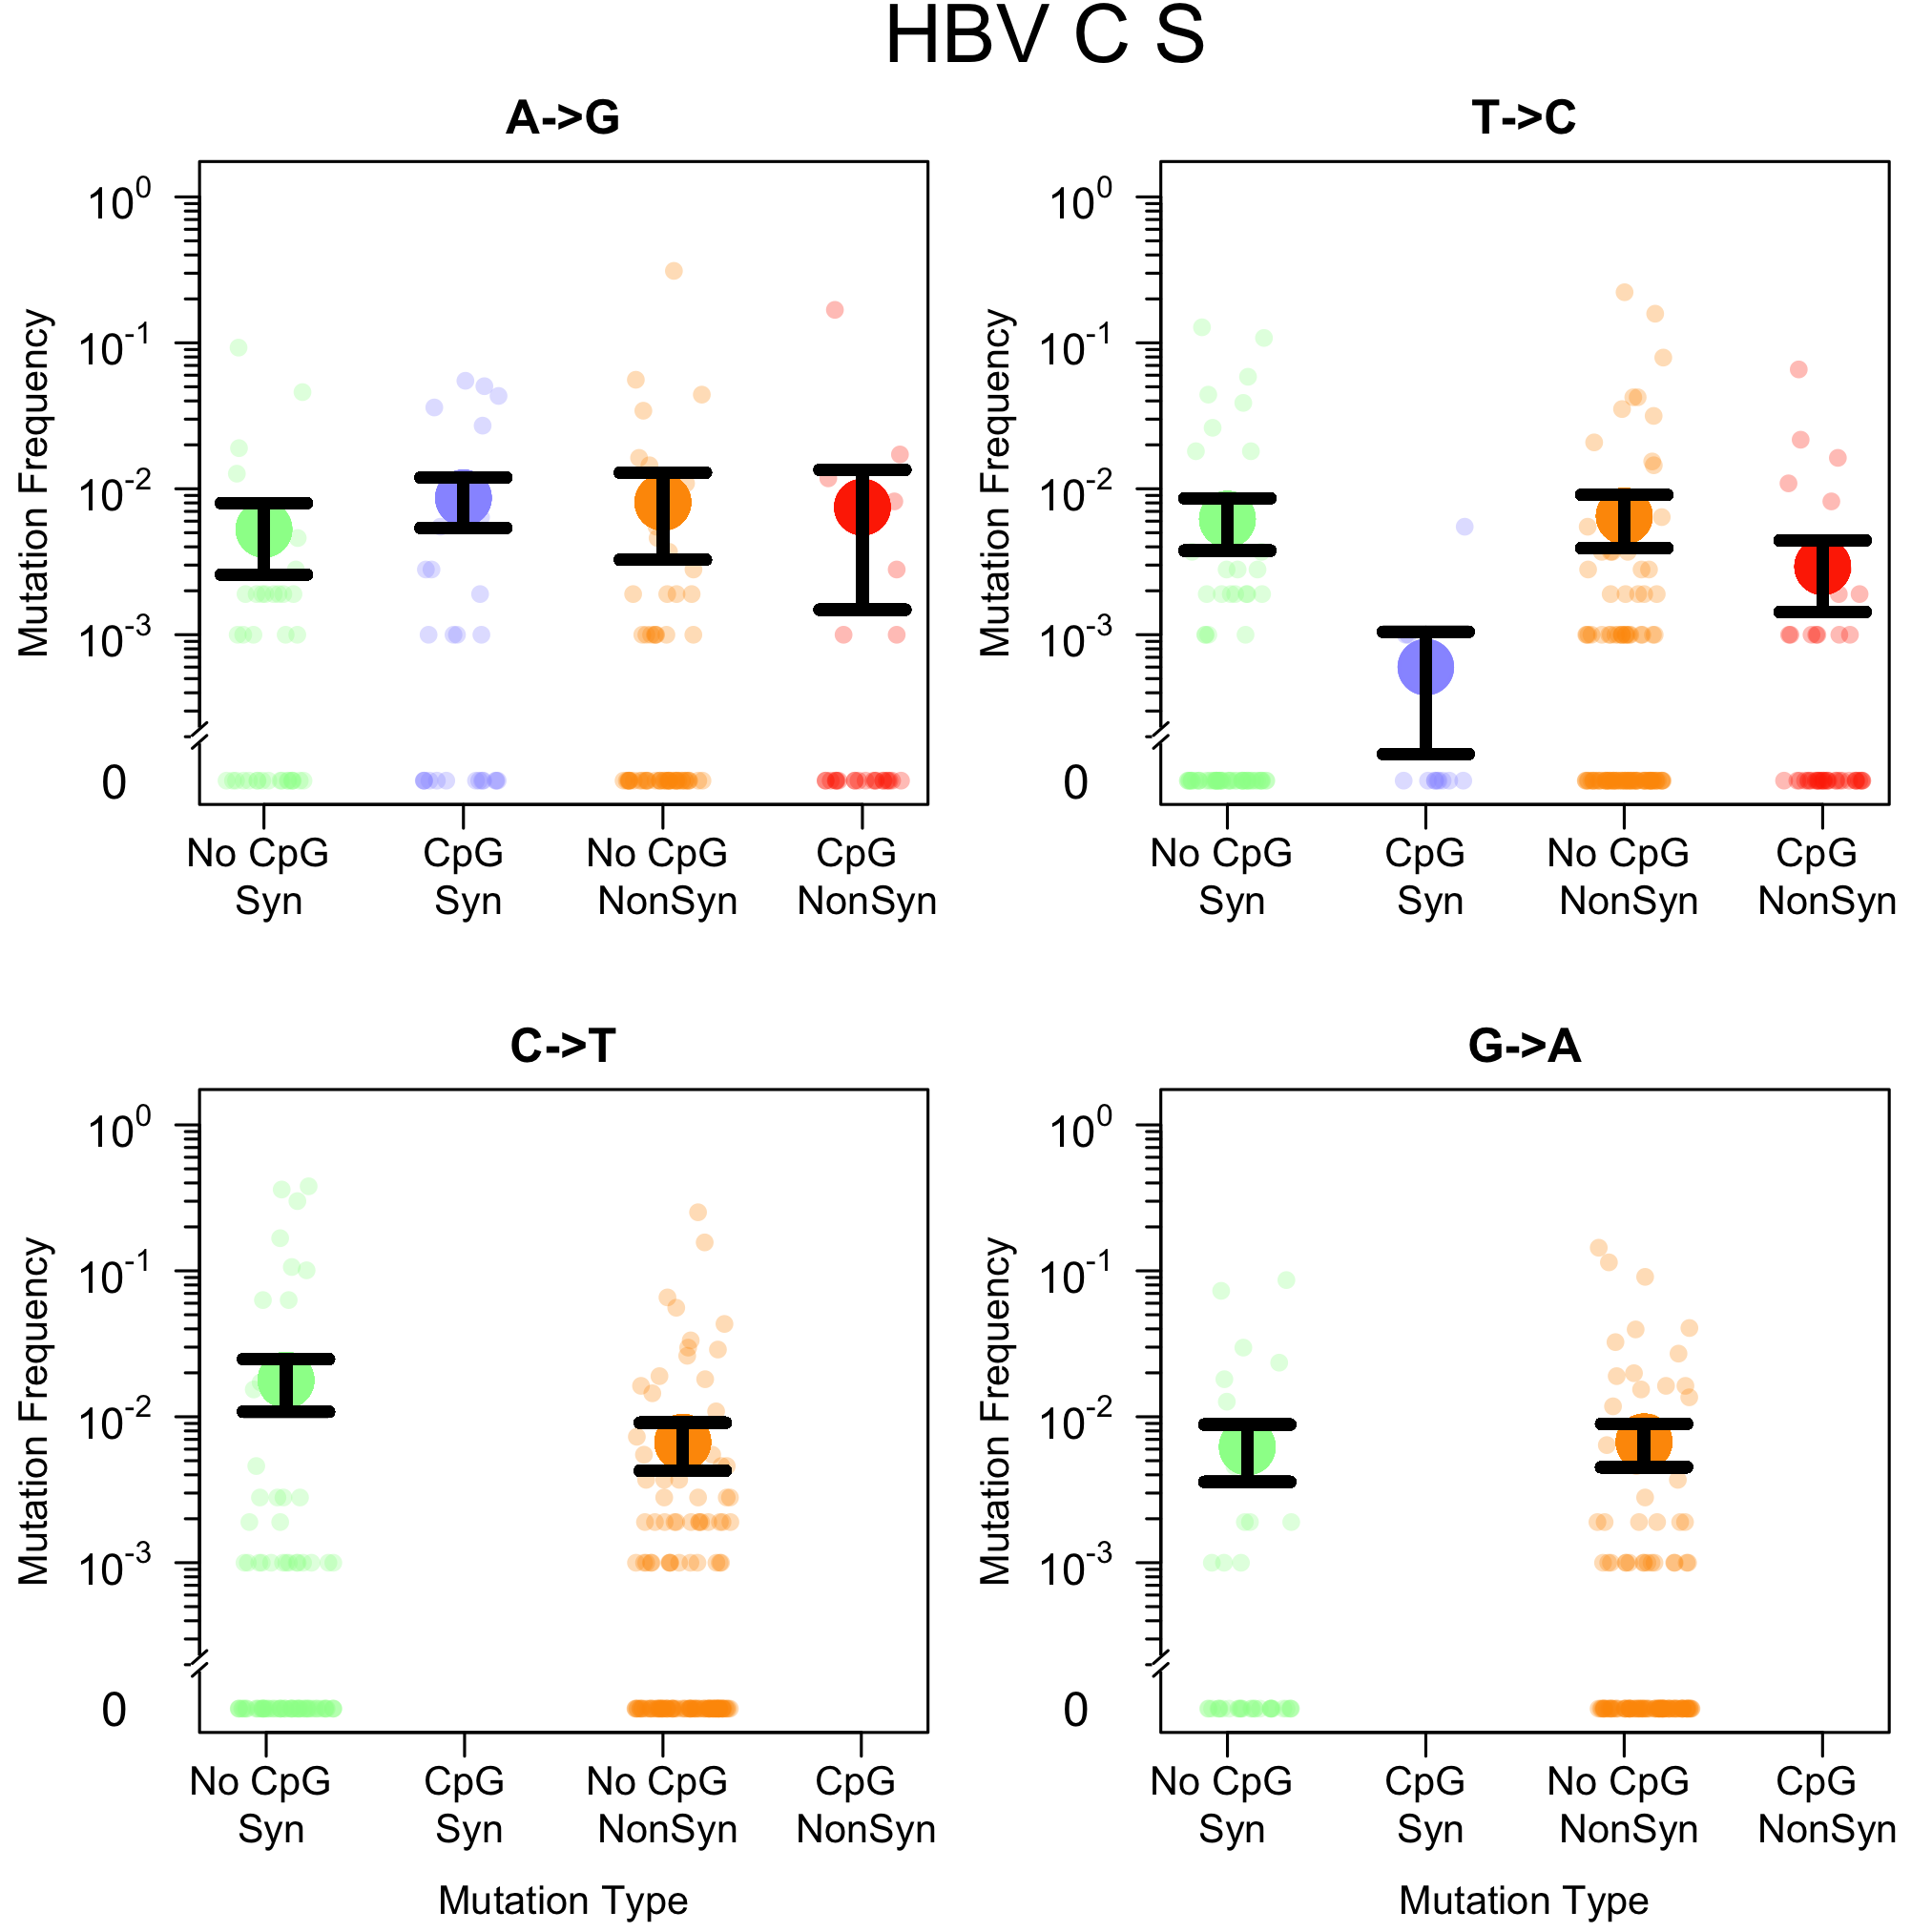 HBV C S
A->G
Mutation Frequency
10^0
10^-1
10^-2
10^-3
0
No CpG
Syn
CpG
Syn
No CpG
NonSyn
CpG
NonSyn
T->C
Mutation Frequency
10^0
10^-1
10^-2
10^-3
0
No CpG
Syn
CpG
Syn
No CpG
NonSyn
CpG
NonSyn
C->T
Mutation Frequency
10^0
10^-1
10^-2
10^-3
0
No CpG
Syn
CpG
Syn
No CpG
NonSyn
CpG
NonSyn
Mutation Type
G->A
Mutation Frequency
10^0
10^-1
10^-2
10^-3
0
No CpG
Syn
CpG
Syn
No CpG
NonSyn
CpG
NonSyn
Mutation Type